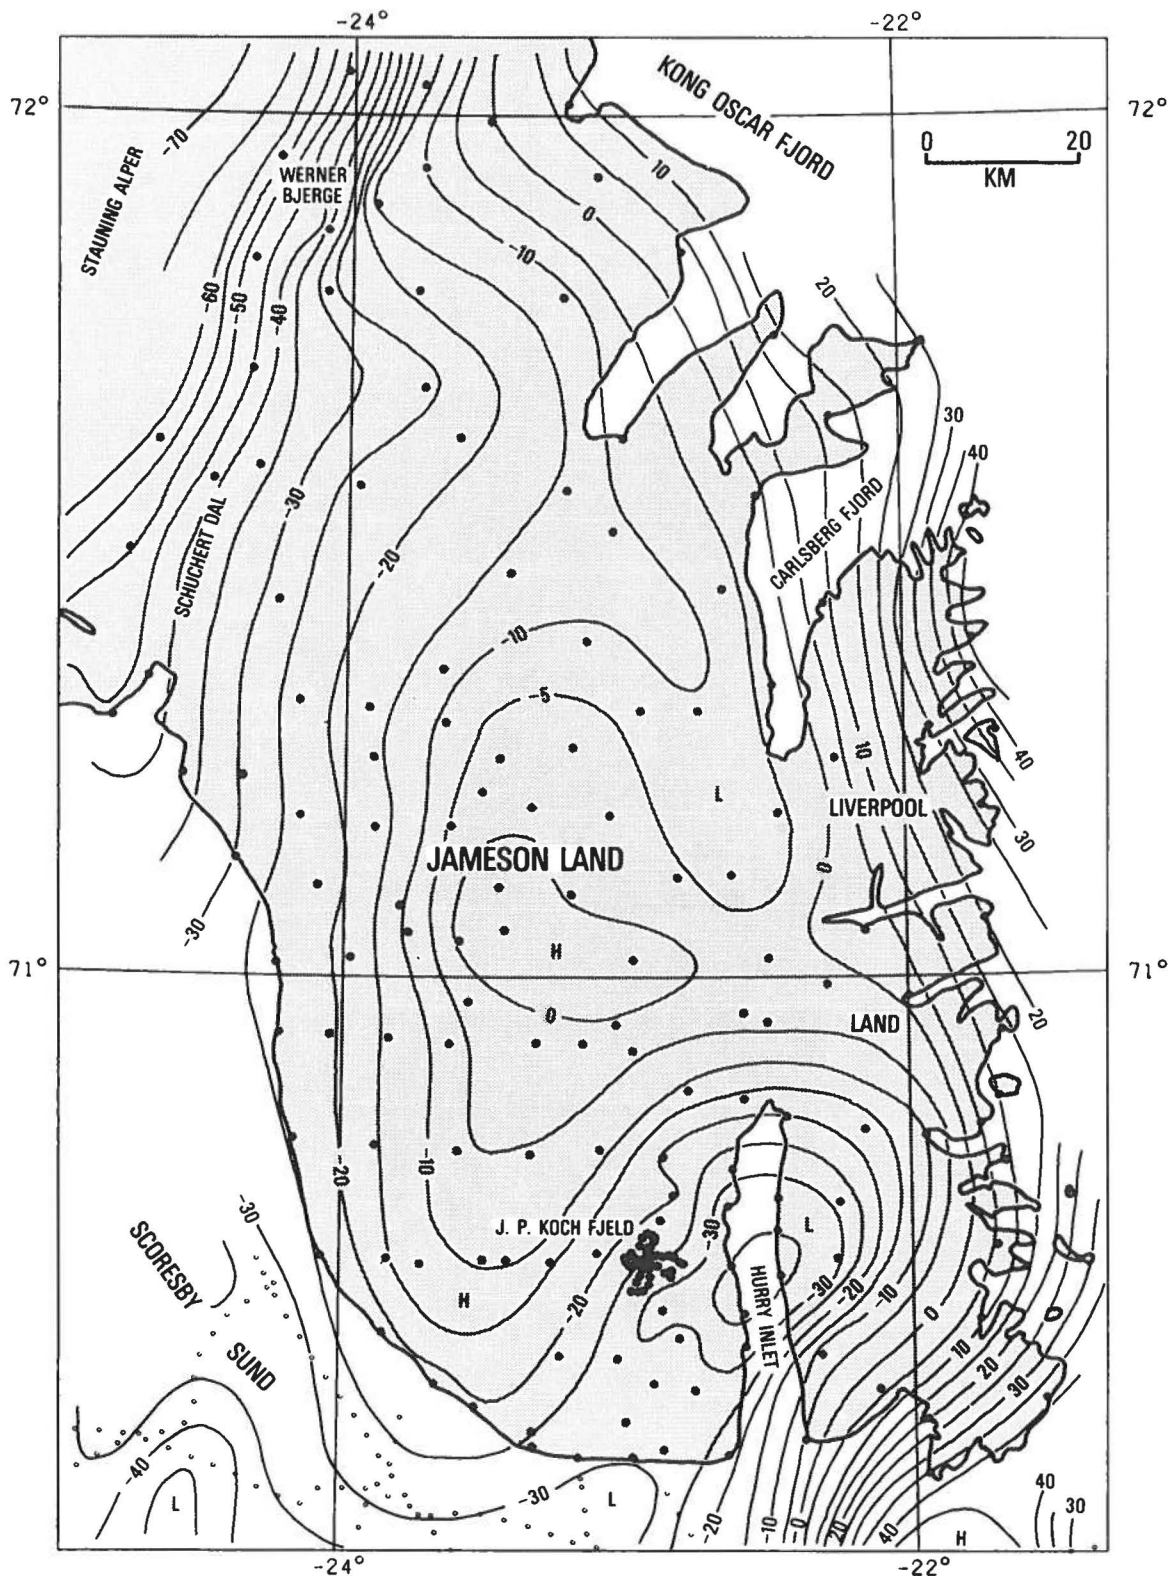 -24°
-22°
KONG OSCAR FJORD
72°
72°
0 20
KM
-70
10
STAUNING ALPER
WERNER
BJERGE
0
-10
-60
-50
-40
20
30
40
-30
SCHUCHERT DAL
-20
CARLSBERG FJORD
-10
-5
10
40
L
LIVERPOOL
30
JAMESON LAND
0
-30
H
71°
71°
0
LAND
20
-20
-10
-30
SCORESBY
SUND
J. P. KOCH FJELD
-30
L
H
-20
HURRY INLET
-30
-20
-10
0
10
20
30
-40
L
-30
L
-20
-10
0
20
40
H
40
30
-24°
-22°